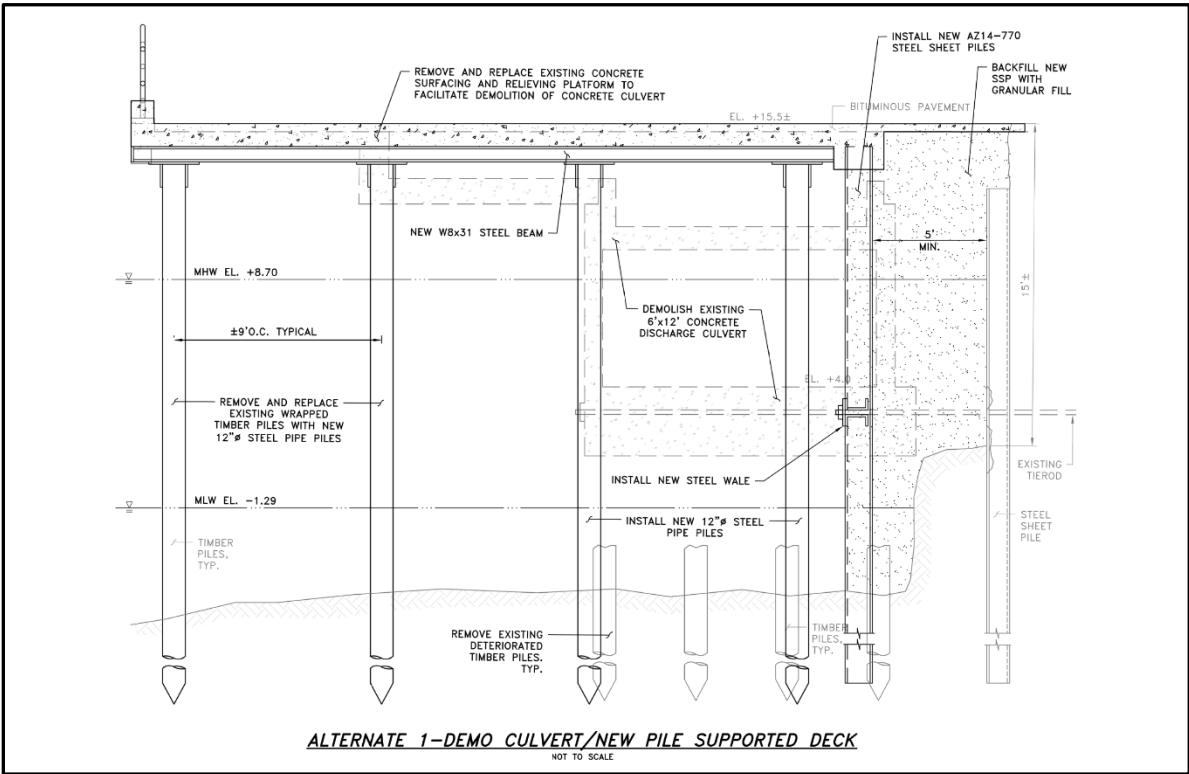 INSTALL NEW AZ14-770
STEEL SHEET PILES
BACKFILL NEW
SSP WITH
GRANULAR FILL
REMOVE AND REPLACE EXISTING CONCRETE
SURFACING AND RELIEVING PLATFORM TO
FACILITATE DEMOLITION OF CONCRETE CULVERT
BITUMINOUS PAVEMENT
EL. +15.5±
NEW W8x31 STEEL BEAM
5'
MIN.
MHW EL. +8.70
15'±
DEMOLISH EXISTING
6'x12' CONCRETE
DISCHARGE CULVERT
±9'O.C. TYPICAL
EL. +4.0
REMOVE AND REPLACE
EXISTING WRAPPED
TIMBER PILES WITH NEW
12"ø STEEL PIPE PILES
EXISTING
TIEROD
INSTALL NEW STEEL WALE
MLW EL. -1.29
INSTALL NEW 12"ø STEEL
PIPE PILES
STEEL
SHEET
PILE
TIMBER
PILES,
TYP.
REMOVE EXISTING
DETERIORATED
TIMBER PILES.
TYP.
TIMBER
PILES,
TYP.
ALTERNATE 1-DEMO CULVERT/NEW PILE SUPPORTED DECK
NOT TO SCALE